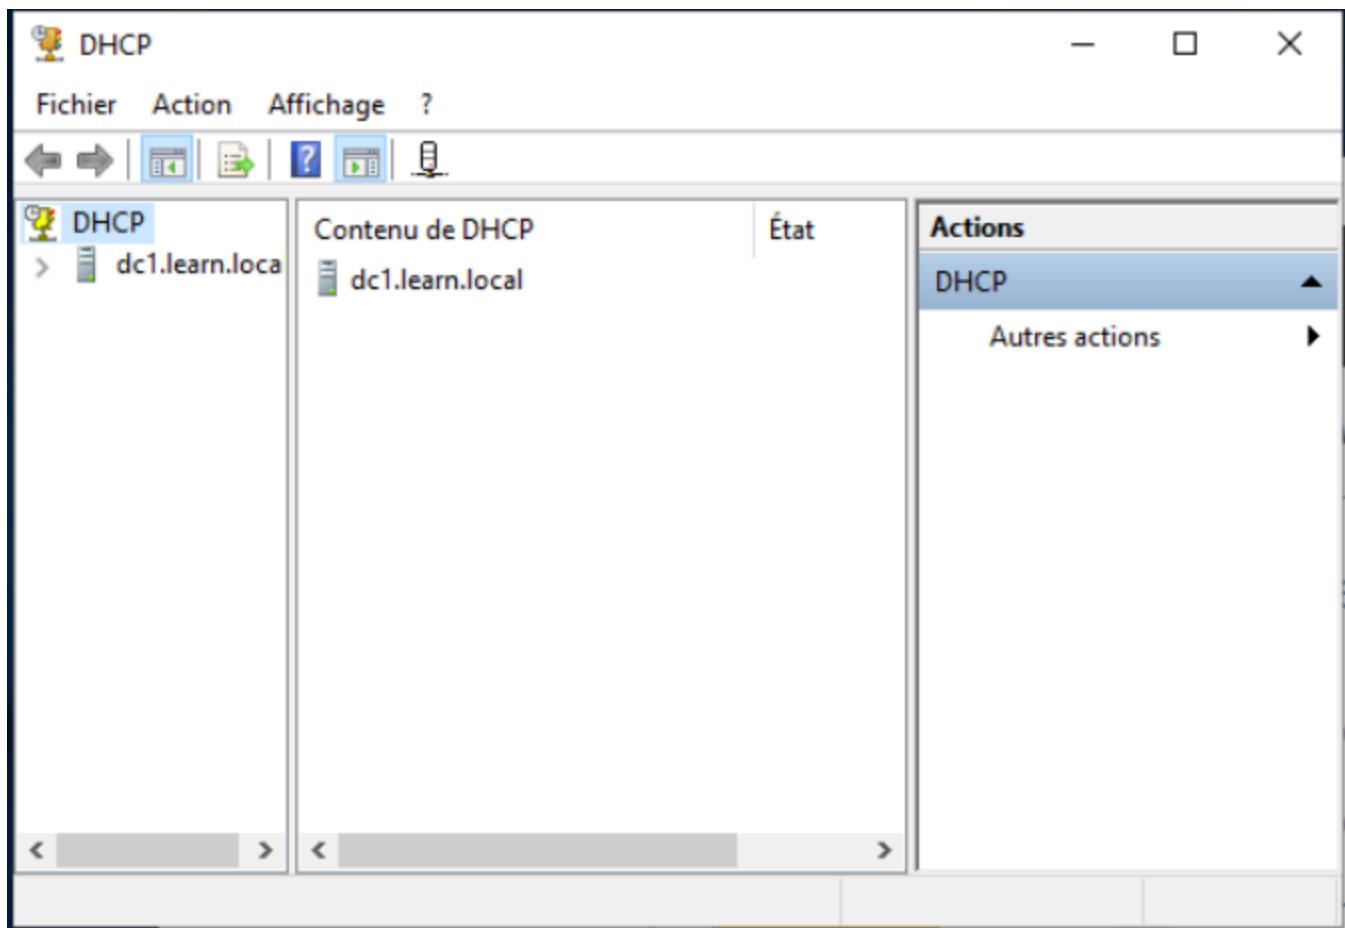 DHCP
Fichier Action Affichage ?
DHCP
dc1.learn.loca
Contenu de DHCP État
dc1.learn.local
Actions
DHCP
Autres actions